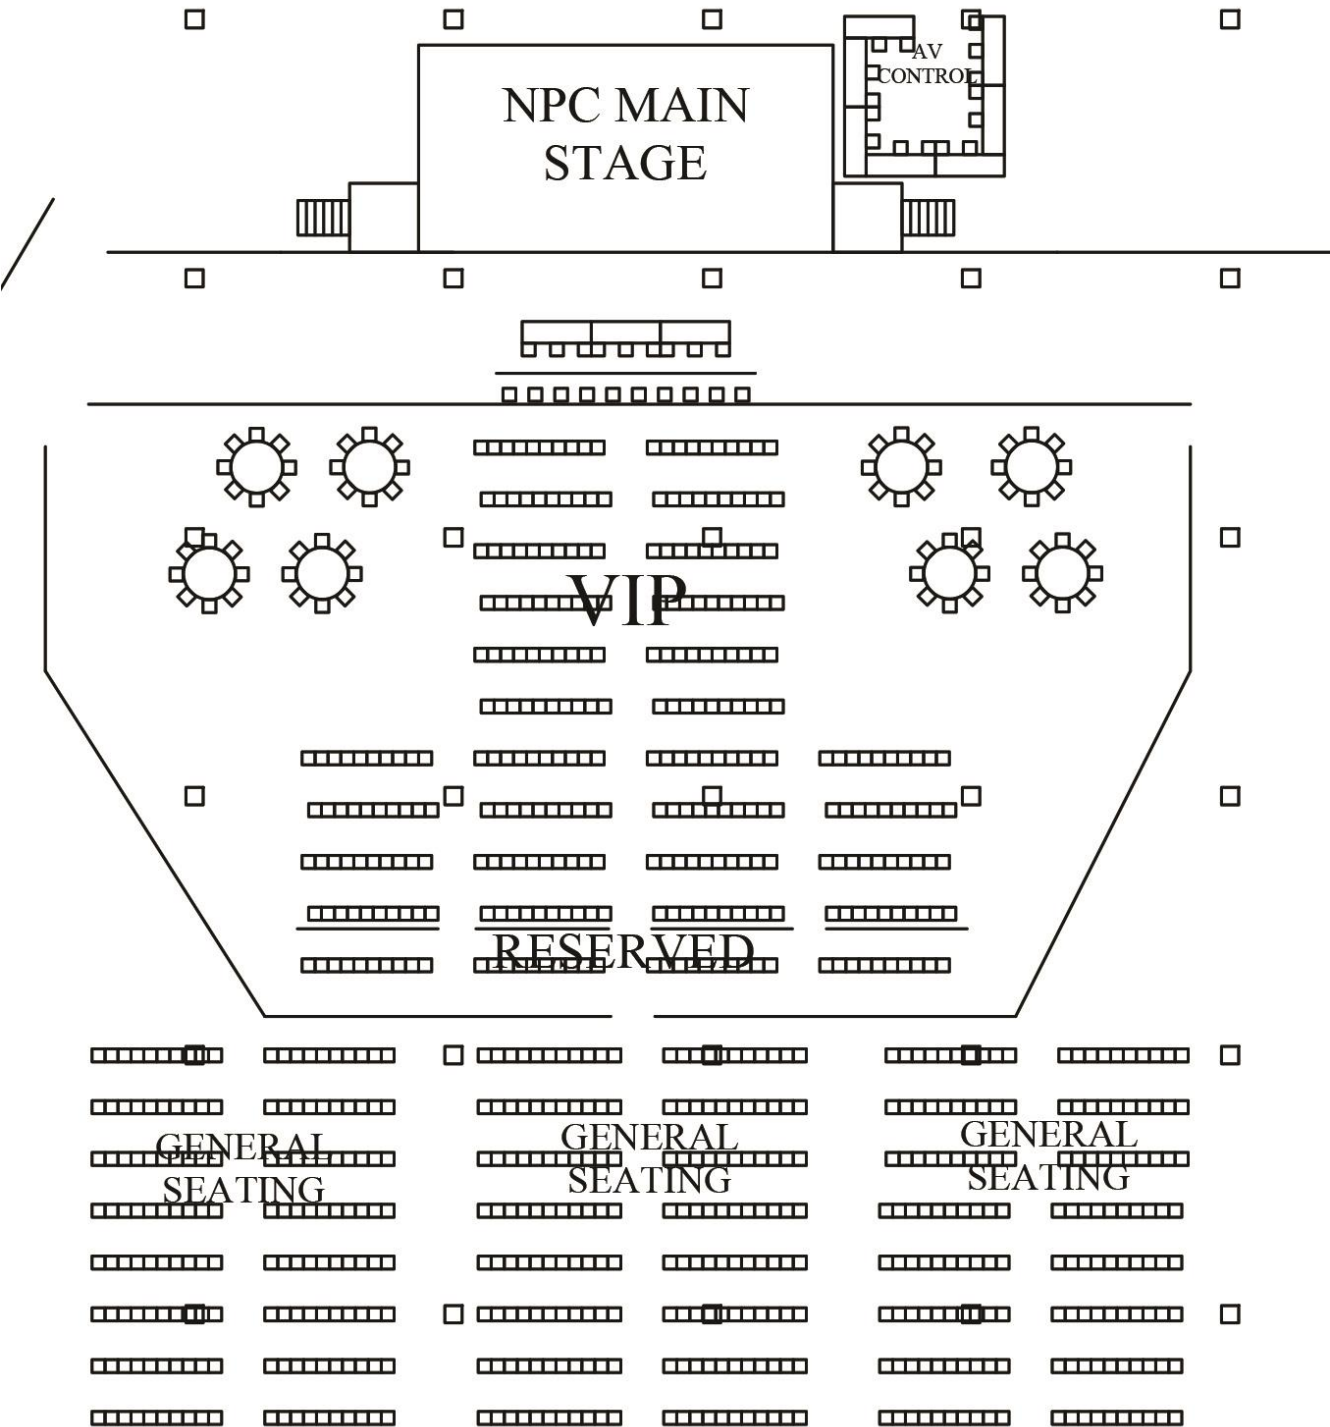 NPC MAIN
STAGE
AV
CONTROL
VIP
RESERVED
GENERAL
SEATING
GENERAL
SEATING
GENERAL
SEATING